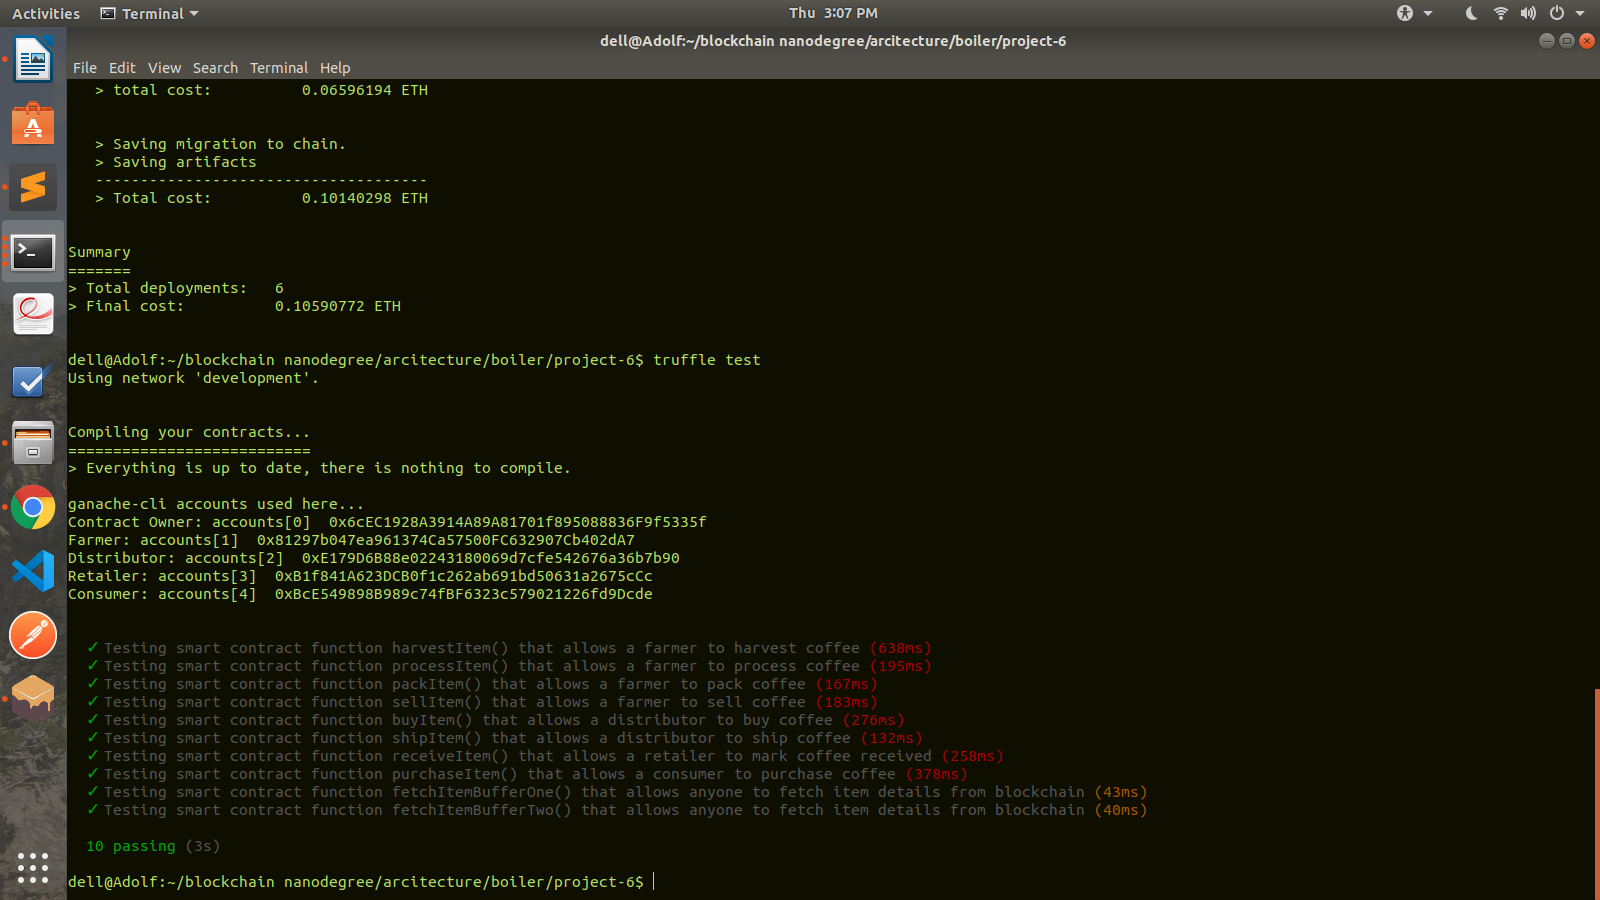 Activities Terminal Thu 3:07 PM
dell@Adolf:~/blockchain nanodegree/arcitecture/boiler/project-6
File Edit View Search Terminal Help
> total cost: 0.06596194 ETH
> Saving migration to chain.
> Saving artifacts
-------------------------------------
> Total cost: 0.10140298 ETH
Summary
=======
> Total deployments: 6
> Final cost: 0.10590772 ETH
dell@Adolf:~/blockchain nanodegree/arcitecture/boiler/project-6$ truffle test
Using network 'development'.
Compiling your contracts...
===========================
> Everything is up to date, there is nothing to compile.
ganache-cli accounts used here...
Contract Owner: accounts[0] 0x6cEC1928A3914A89A81701f895088836F9f5335f
Farmer: accounts[1] 0x81297b047ea961374Ca57500FC632907Cb402dA7
Distributor: accounts[2] 0xE179D6B88e02243180069d7cfe542676a36b7b90
Retailer: accounts[3] 0xB1f841A623DCB0f1c262ab691bd50631a2675cCc
Consumer: accounts[4] 0xBcE549898B989c74fBF6323c579021226fd9Dcde
✓ Testing smart contract function harvestItem() that allows a farmer to harvest coffee (638ms)
✓ Testing smart contract function processItem() that allows a farmer to process coffee (195ms)
✓ Testing smart contract function packItem() that allows a farmer to pack coffee (167ms)
✓ Testing smart contract function sellItem() that allows a farmer to sell coffee (183ms)
✓ Testing smart contract function buyItem() that allows a distributor to buy coffee (276ms)
✓ Testing smart contract function shipItem() that allows a distributor to ship coffee (132ms)
✓ Testing smart contract function receiveItem() that allows a retailer to mark coffee received (258ms)
✓ Testing smart contract function purchaseItem() that allows a consumer to purchase coffee (378ms)
✓ Testing smart contract function fetchItemBufferOne() that allows anyone to fetch item details from blockchain (43ms)
✓ Testing smart contract function fetchItemBufferTwo() that allows anyone to fetch item details from blockchain (40ms)
10 passing (3s)
dell@Adolf:~/blockchain nanodegree/arcitecture/boiler/project-6$